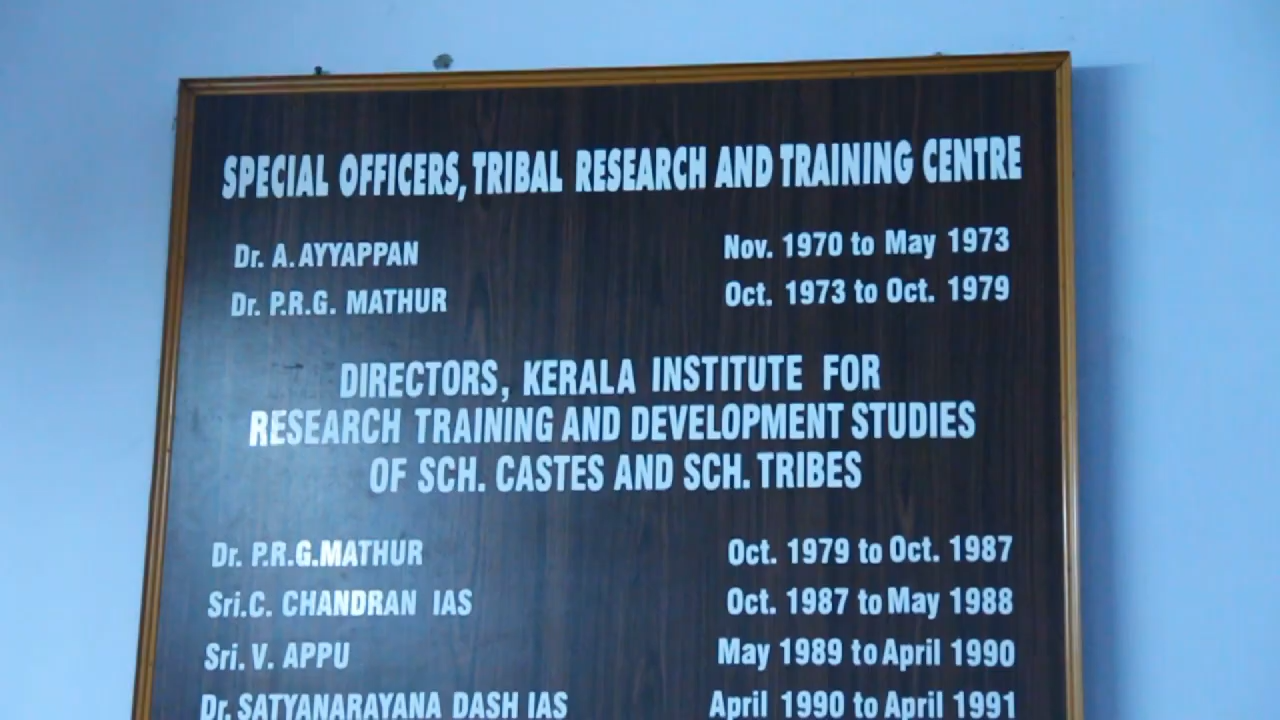 SPECIAL OFFICERS, TRIBAL RESEARCH AND TRAINING CENTRE
Dr. A. AYYAPPAN Nov. 1970 to May 1973
Dr. P.R.G. MATHUR Oct. 1973 to Oct. 1979
DIRECTORS, KERALA INSTITUTE FOR
RESEARCH TRAINING AND DEVELOPMENT STUDIES
OF SCH. CASTES AND SCH. TRIBES
Dr. P.R.G.MATHUR Oct. 1979 to Oct. 1987
Sri.C. CHANDRAN IAS Oct. 1987 to May 1988
Sri. V. APPU May 1989 to April 1990
Dr. SATYANARAYANA DASH IAS April 1990 to April 1991